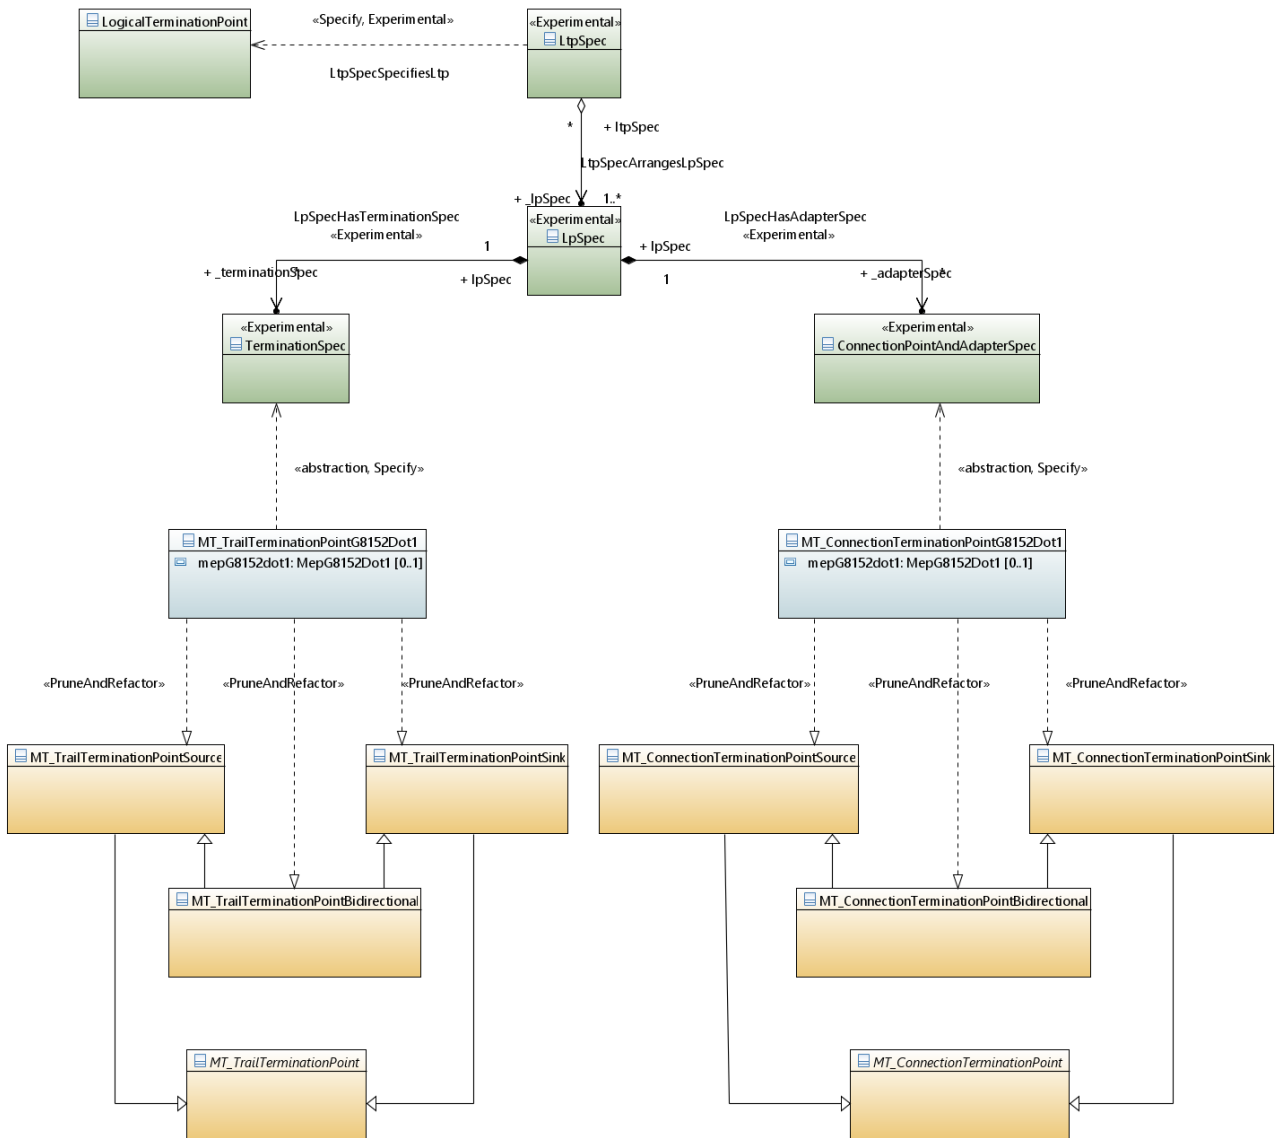 LogicalTerminationPoint
«Specify, Experimental»
LtpSpecSpecifiesLtp
«Experimental»
LtpSpec
*
+ ltpSpec
LtpSpecArrangesLpSpec
+ _lpSpec
1..*
«Experimental»
LpSpec
LpSpecHasTerminationSpec
«Experimental»
1
+ lpSpec
+ _terminationSpec
*
LpSpecHasAdapterSpec
«Experimental»
+ lpSpec
1
+ _adapterSpec
*
«Experimental»
TerminationSpec
«Experimental»
ConnectionPointAndAdapterSpec
«abstraction, Specify»
«abstraction, Specify»
MT_TrailTerminationPointG8152Dot1
mepG8152dot1: MepG8152Dot1 [0..1]
MT_ConnectionTerminationPointG8152Dot1
mepG8152dot1: MepG8152Dot1 [0..1]
«PruneAndRefactor»
«PruneAndRefactor»
«PruneAndRefactor»
«PruneAndRefactor»
«PruneAndRefactor»
«PruneAndRefactor»
MT_TrailTerminationPointSource
MT_TrailTerminationPointSink
MT_ConnectionTerminationPointSource
MT_ConnectionTerminationPointSink
MT_TrailTerminationPointBidirectional
MT_ConnectionTerminationPointBidirectional
MT_TrailTerminationPoint
MT_ConnectionTerminationPoint